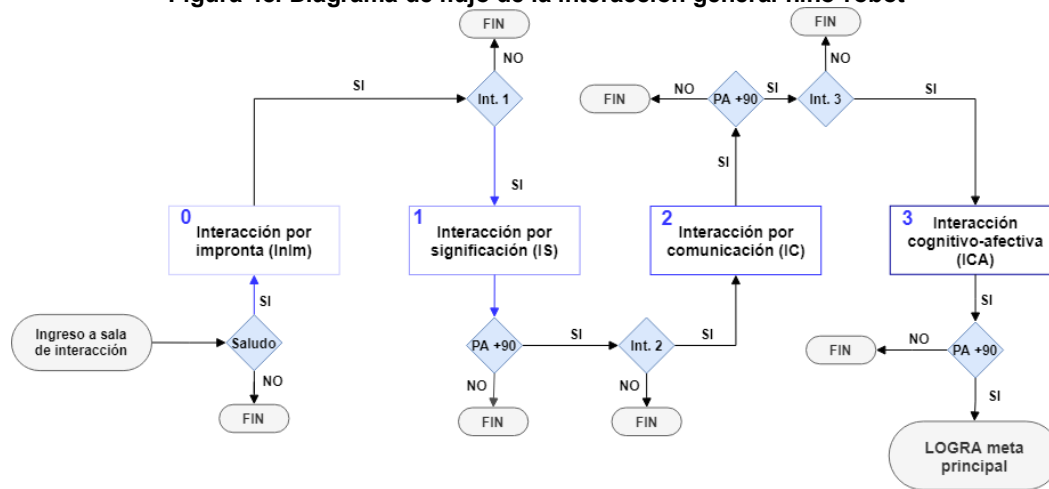 Figura 48. Diagrama de flujo de la interacción general niño-robot
FIN
NO
SI
Int. 1
SI
0
Interacción por
impronta (InIm)
SI
Ingreso a sala
de interacción
Saludo
NO
FIN
1
Interacción por
significación (IS)
PA +90
SI
NO
FIN
Int. 2
SI
NO
FIN
2
Interacción por
comunicación (IC)
SI
PA +90
NO
FIN
SI
Int. 3
NO
FIN
SI
3
Interacción
cognitivo-afectiva
(ICA)
SI
PA +90
NO
FIN
SI
LOGRA meta
principal